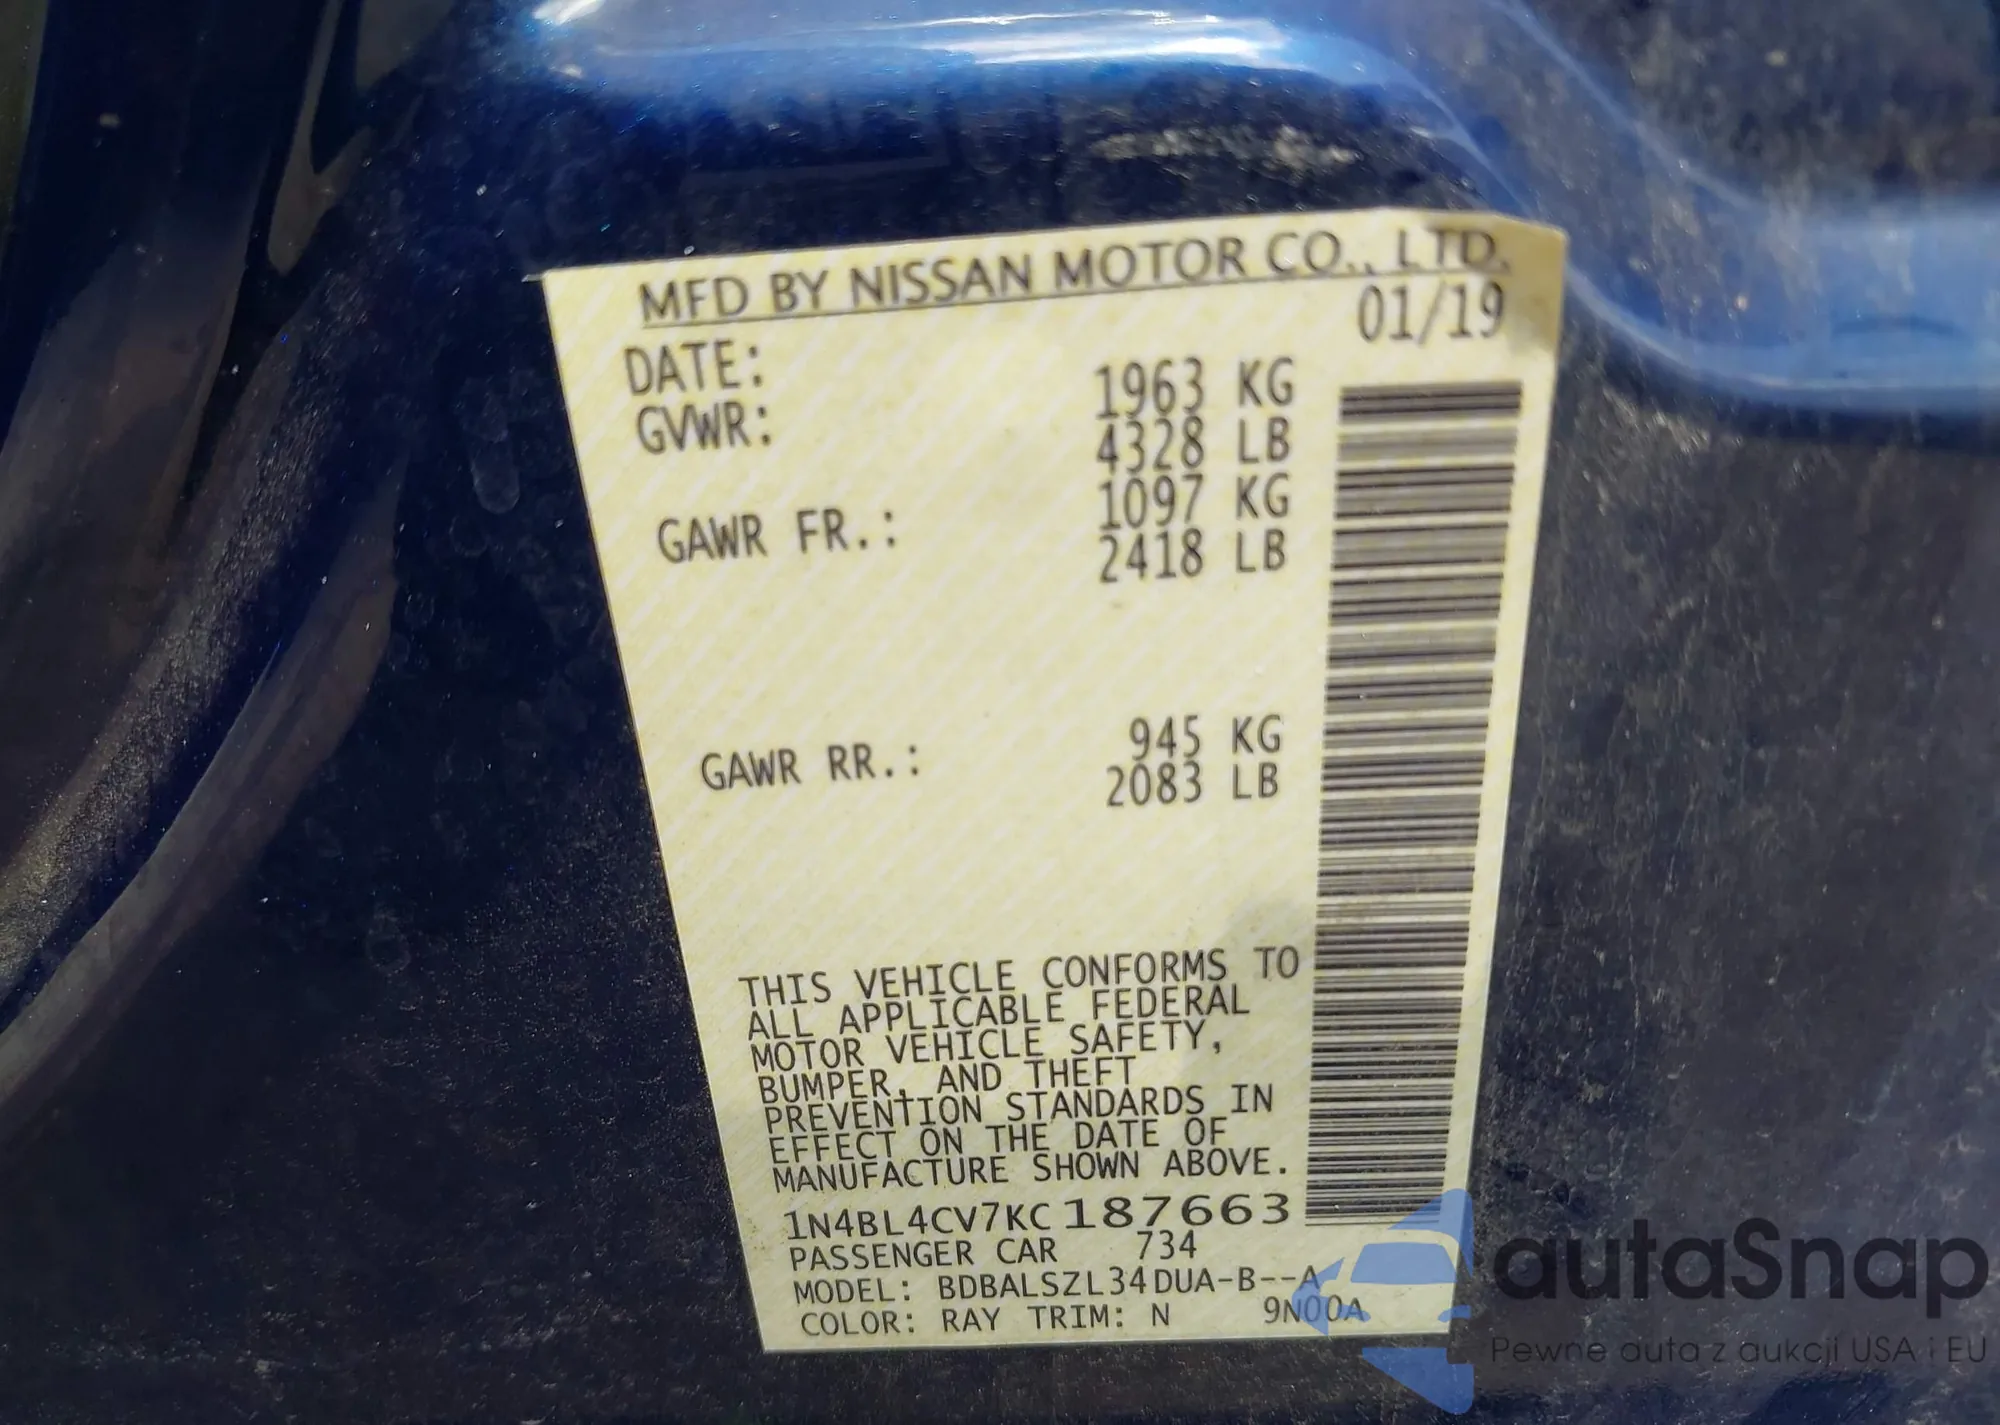 MFD BY NISSAN MOTOR CO., LTD.
DATE: 01/19
GVWR: 1963 KG
4328 LB
GAWR FR.: 1097 KG
2418 LB
GAWR RR.: 945 KG
2083 LB
THIS VEHICLE CONFORMS TO
ALL APPLICABLE FEDERAL
MOTOR VEHICLE SAFETY,
BUMPER, AND THEFT
PREVENTION STANDARDS IN
EFFECT ON THE DATE OF
MANUFACTURE SHOWN ABOVE.
1N4BL4CV7KC187663
PASSENGER CAR 734
MODEL: BDBALSZL34DUA-B--A
COLOR: RAY TRIM: N 9N00A
autaSnap
Pewne auta z aukcji USA i EU